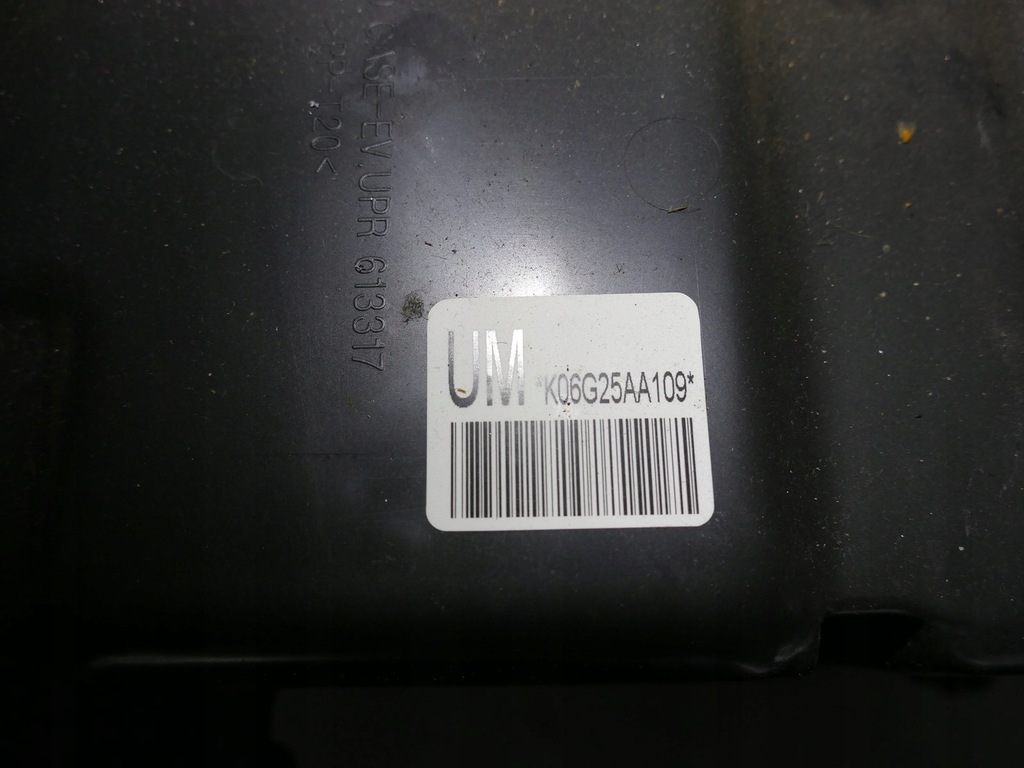 CASE-EV.UPR 613317
>PP-T20<
UM *K06G25AA109*